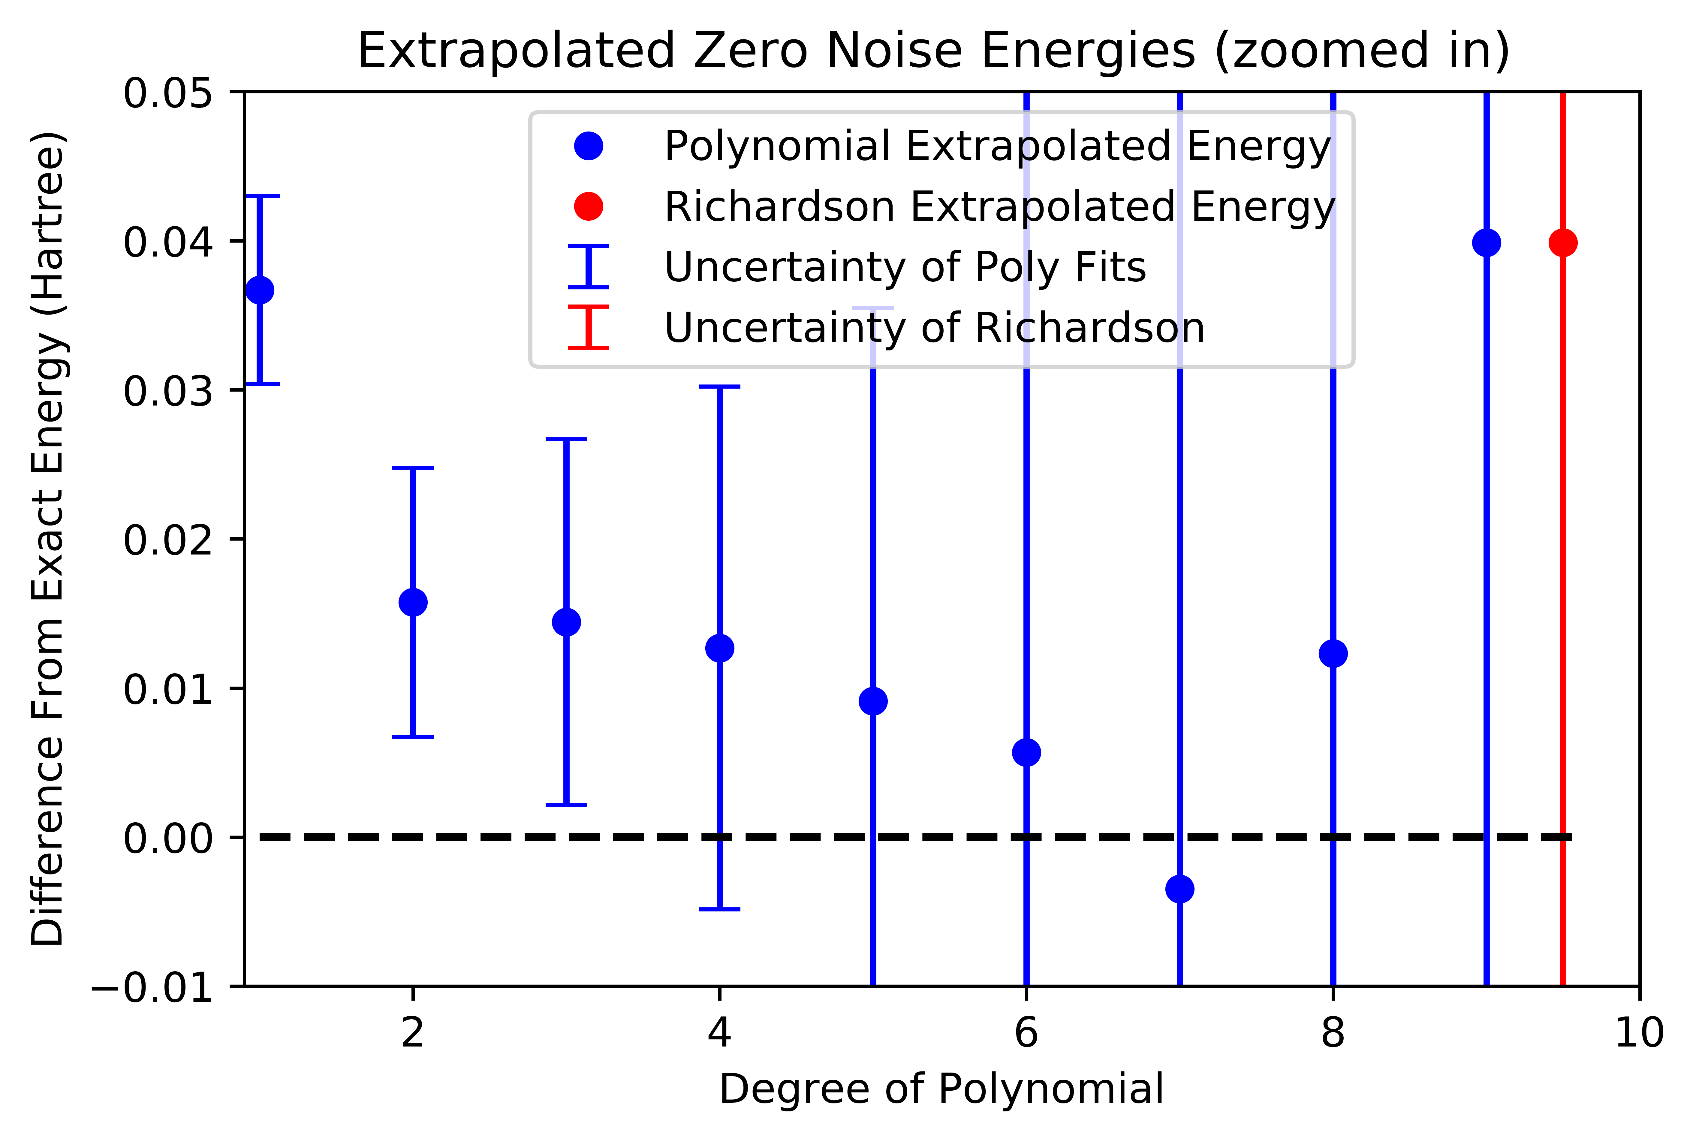 Extrapolated Zero Noise Energies (zoomed in)
Difference From Exact Energy (Hartree)
0.05
0.04
0.03
0.02
0.01
0.00
−0.01
Polynomial Extrapolated Energy
Richardson Extrapolated Energy
Uncertainty of Poly Fits
Uncertainty of Richardson
2 4 6 8 10
Degree of Polynomial